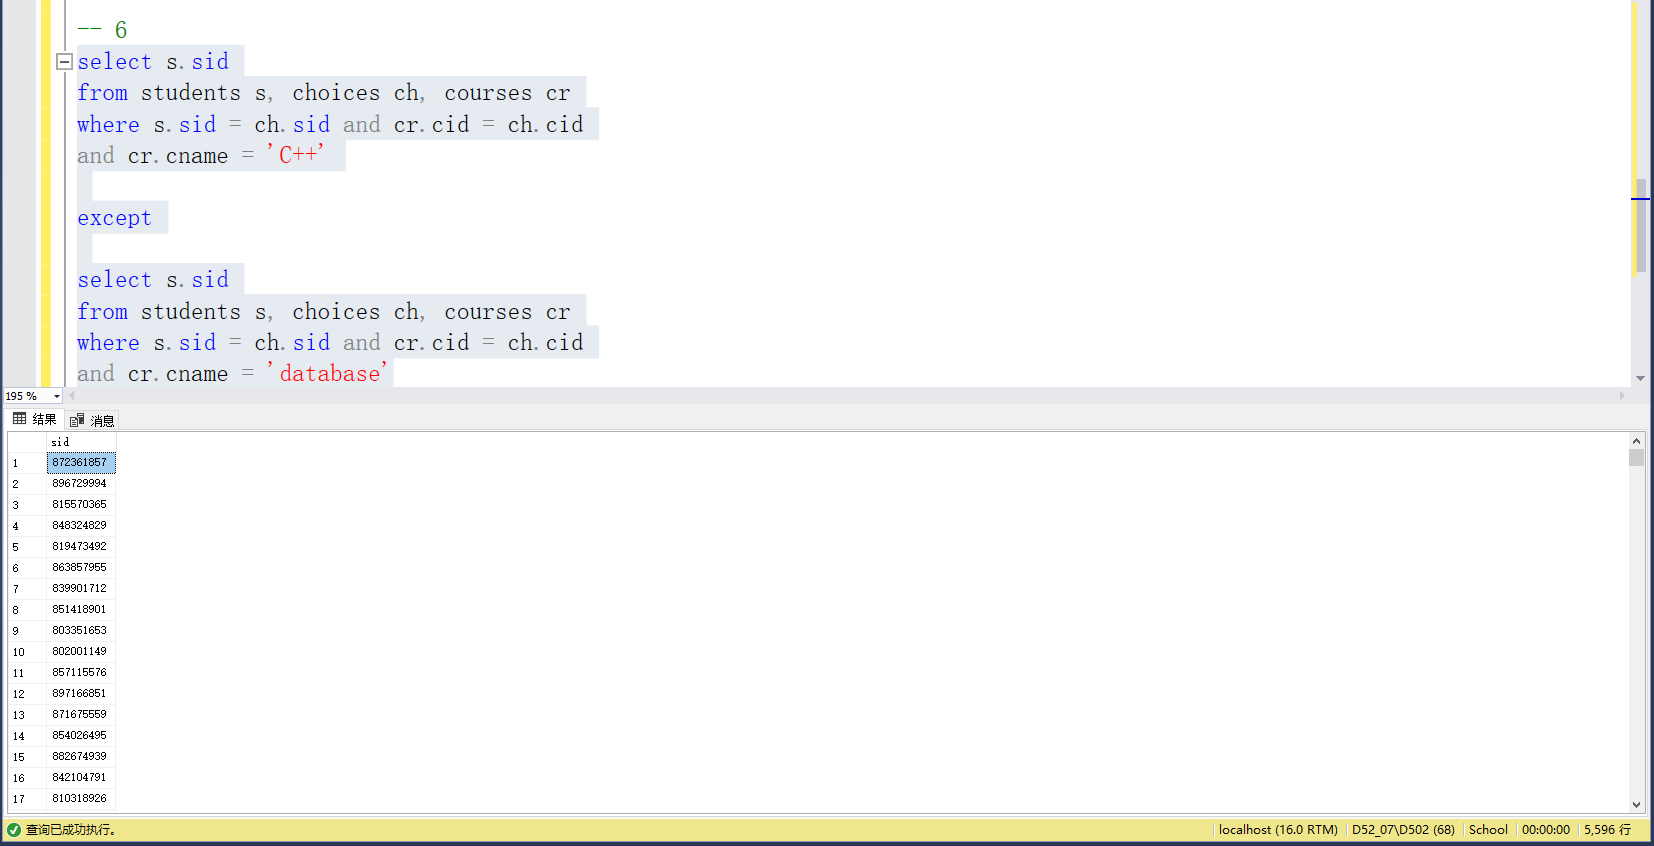 -- 6
select s.sid
from students s, choices ch, courses cr
where s.sid = ch.sid and cr.cid = ch.cid
and cr.cname = 'C++'
except
select s.sid
from students s, choices ch, courses cr
where s.sid = ch.sid and cr.cid = ch.cid
and cr.cname = 'database'
195 %
结果 消息
sid
1 872361857
2 896729994
3 815570365
4 848324829
5 819473492
6 863857955
7 839901712
8 851418901
9 803351653
10 802001149
11 857115576
12 897166851
13 871675559
14 854026495
15 882674939
16 842104791
17 810318926
查询已成功执行。 localhost (16.0 RTM) D52_07\D502 (68) School 00:00:00 5,596 行